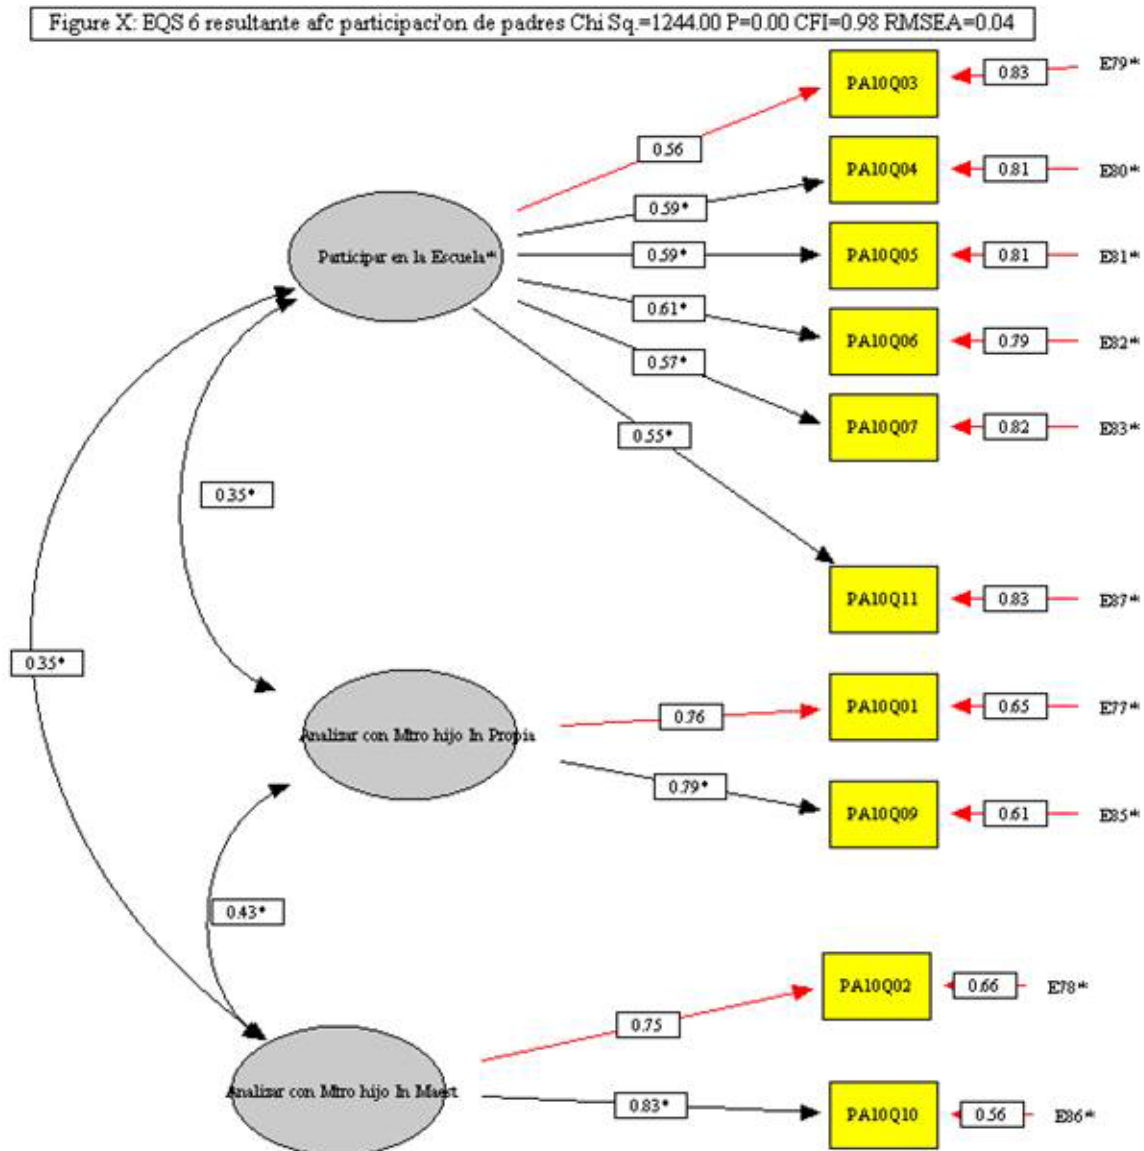 Figure X: EQS 6 resultante afc participaci'on de padres Chi Sq.=1244.00 P=0.00 CFI=0.98 RMSEA=0.04
0.56
PA10Q03
0.83
E79*
0.59*
PA10Q04
0.81
E80*
Participar en la Escuela*
0.59*
PA10Q05
0.81
E81*
0.61*
PA10Q06
0.79
E82*
0.57*
PA10Q07
0.82
E83*
0.55*
PA10Q11
0.83
E87*
0.35*
0.35*
Analizar con Mtro hijo In Propia
0.76
PA10Q01
0.65
E77*
0.79*
PA10Q09
0.61
E85*
0.43*
Analizar con Mtro hijo In Maest
0.75
PA10Q02
0.66
E78*
0.83*
PA10Q10
0.56
E86*